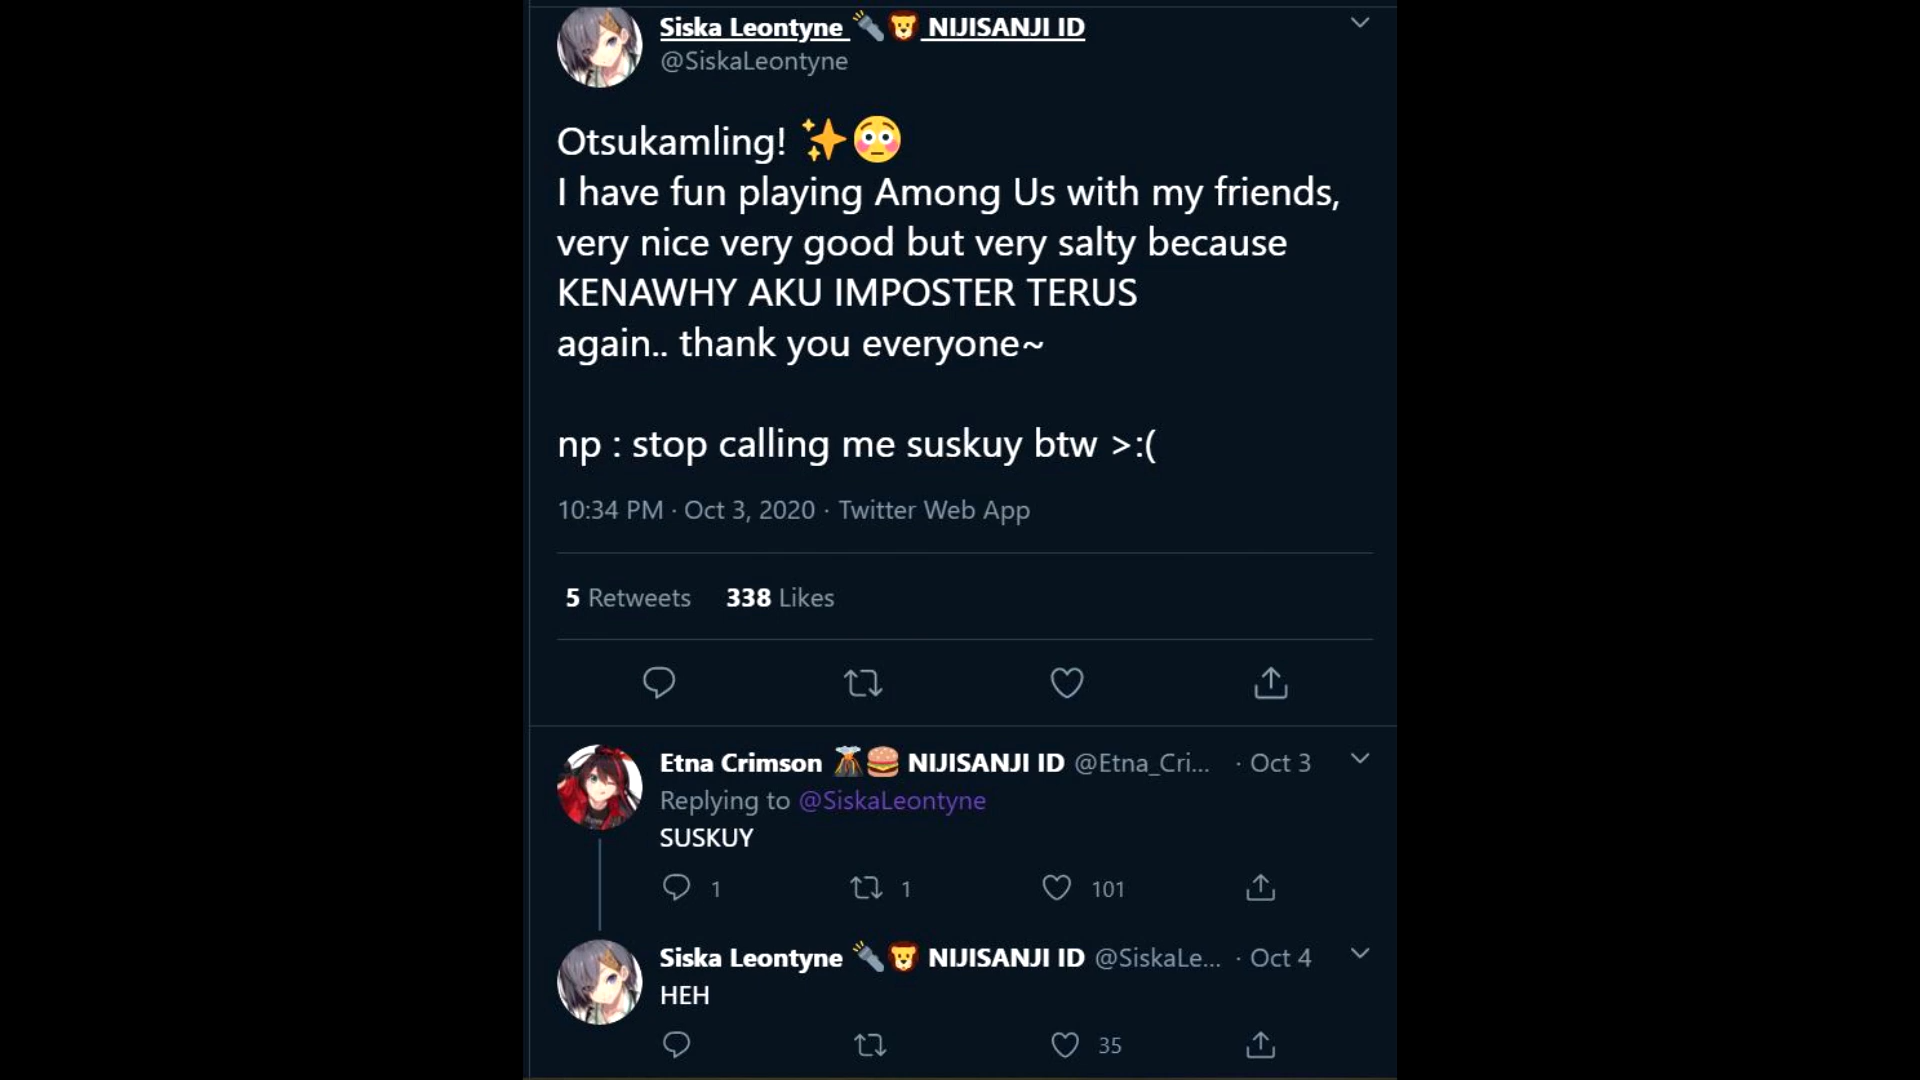 Siska Leontyne 🔦🦁 NIJISANJI ID
@SiskaLeontyne
Otsukamling! ✨😳
I have fun playing Among Us with my friends,
very nice very good but very salty because
KENAWHY AKU IMPOSTER TERUS
again.. thank you everyone~
np : stop calling me suskuy btw >:(
10:34 PM · Oct 3, 2020 · Twitter Web App
5 Retweets 338 Likes
Etna Crimson 🌋🍔 NIJISANJI ID @Etna_Cri... · Oct 3
Replying to @SiskaLeontyne
SUSKUY
1 1 101
Siska Leontyne 🔦🦁 NIJISANJI ID @SiskaLe... · Oct 4
HEH
35